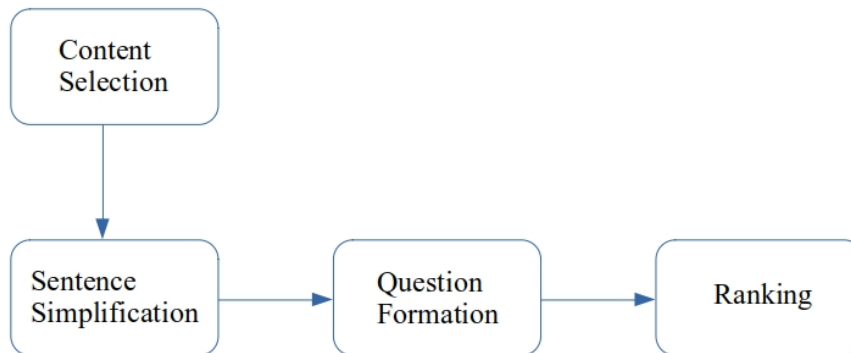 Content
Selection
Sentence
Simplification
Question
Formation
Ranking